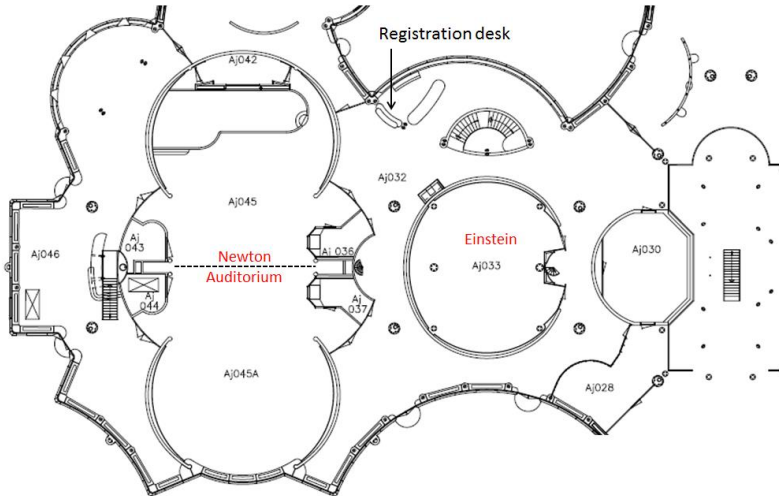 Registration desk
Aj042
Aj032
Aj045
Aj
043
Aj046
Newton
Auditorium
Aj 036
Einstein
Aj033
Aj030
Aj
044
Aj
037
Aj045A
Aj028